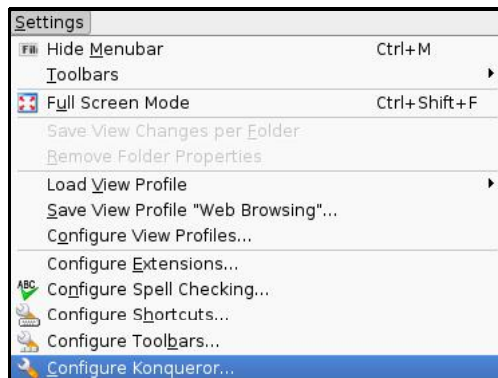 Settings
Hide Menubar Ctrl+M
Toolbars
Full Screen Mode Ctrl+Shift+F
Save View Changes per Folder
Remove Folder Properties
Load View Profile
Save View Profile "Web Browsing"...
Configure View Profiles...
Configure Extensions...
ABC Configure Spell Checking...
Configure Shortcuts...
Configure Toolbars...
Configure Konqueror...